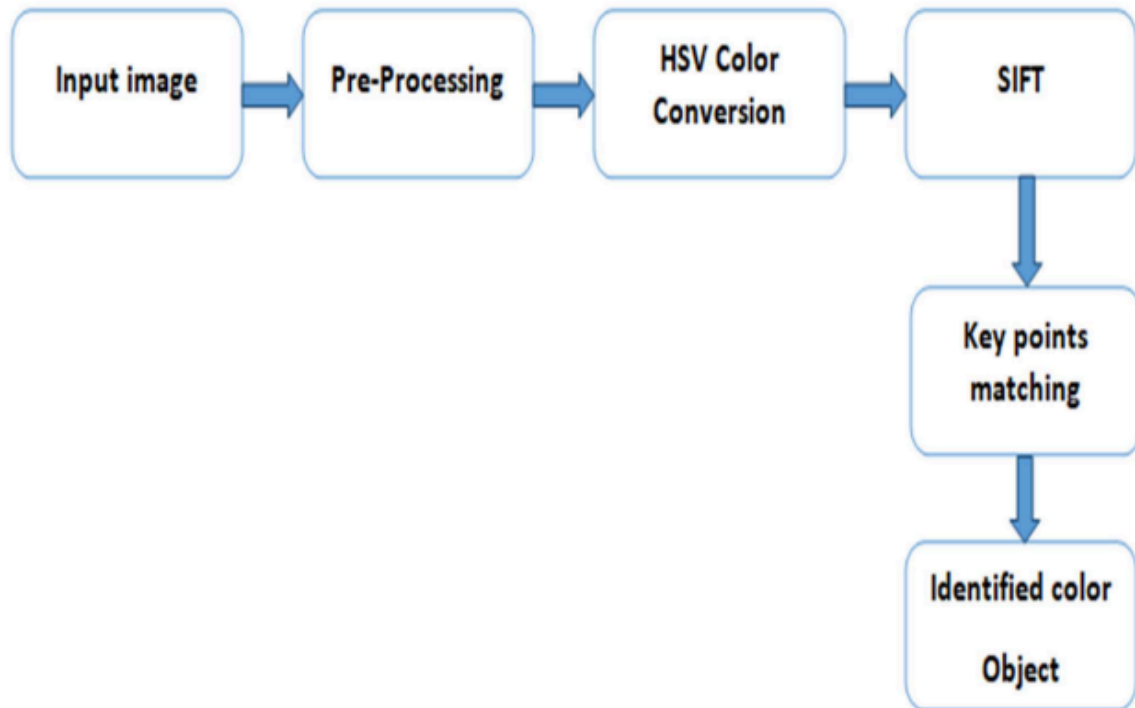 Input image
Pre-Processing
HSV Color
Conversion
SIFT
Key points
matching
Identified color
Object